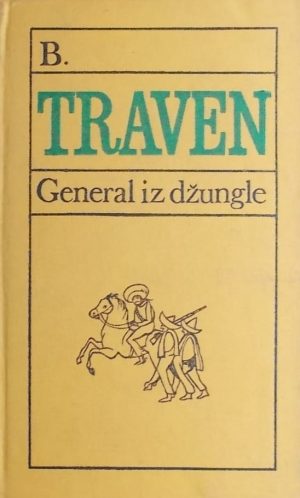 B.
TRAVEN
General iz džungle